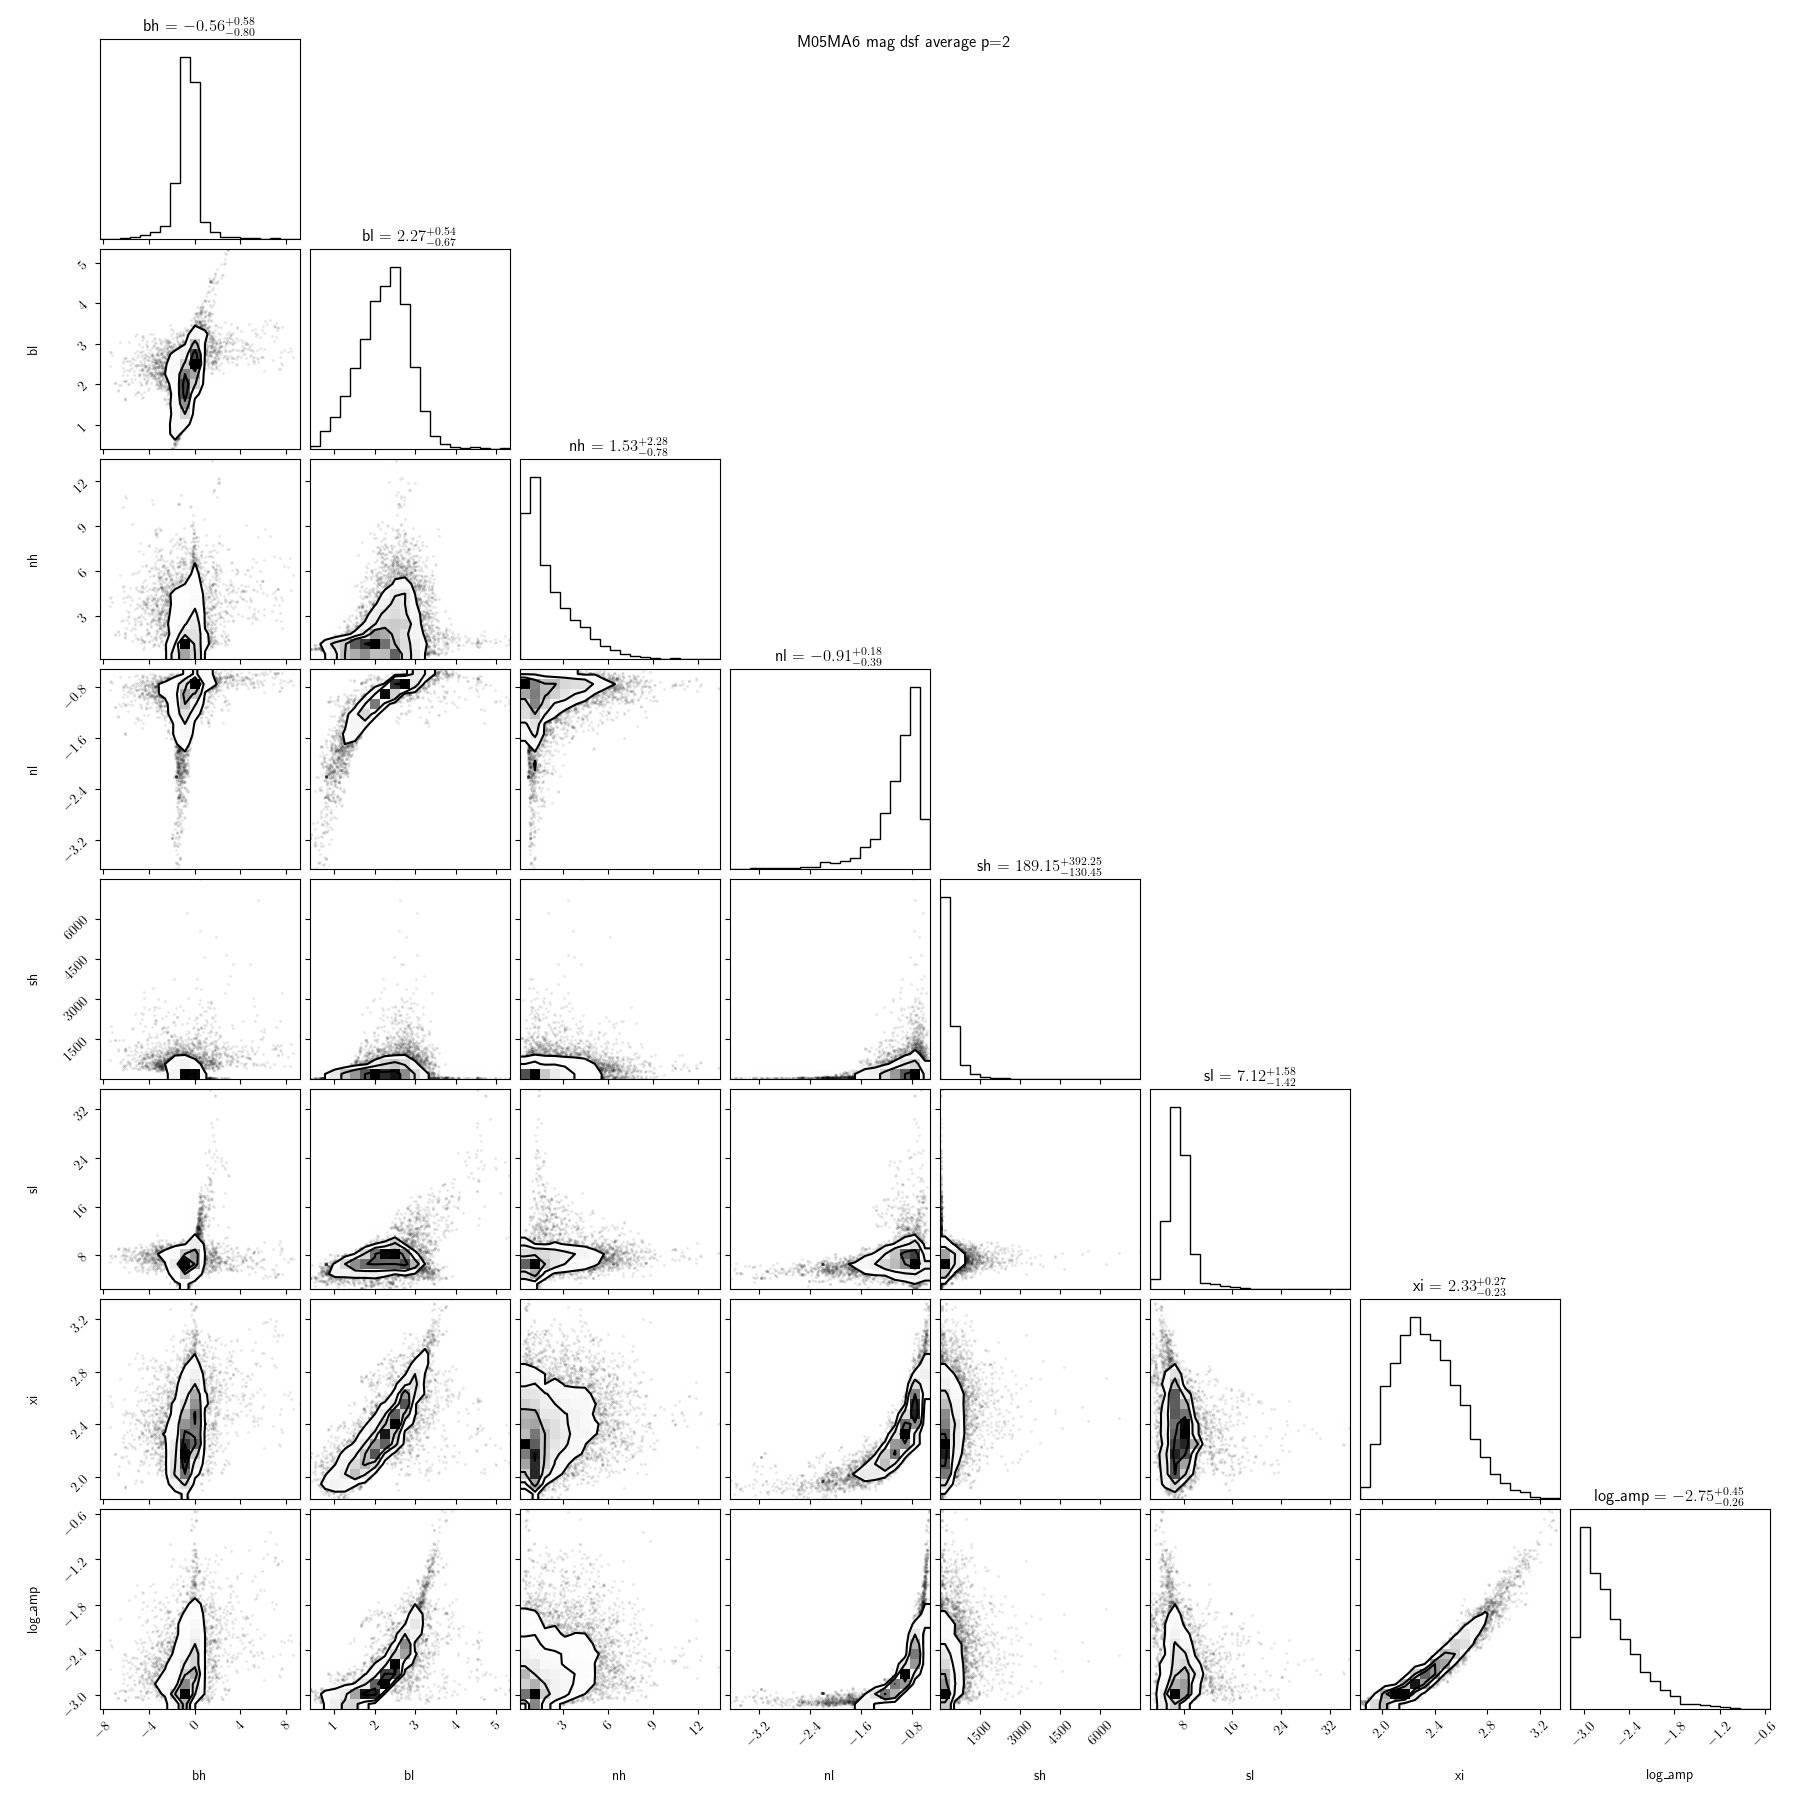 M05MA6 mag dsf average p=2
bh = −0.56^{+0.58}_{−0.80}
bl = 2.27^{+0.54}_{−0.67}
nh = 1.53^{+2.28}_{−0.78}
nl = −0.91^{+0.18}_{−0.39}
sh = 189.15^{+392.25}_{−130.45}
sl = 7.12^{+1.58}_{−1.42}
xi = 2.33^{+0.27}_{−0.23}
log_amp = −2.75^{+0.45}_{−0.26}
bl
5
4
3
2
1
nh
12
9
6
3
nl
−0.8
−1.6
−2.4
−3.2
sh
6000
4500
3000
1500
sl
32
24
16
8
xi
3.2
2.8
2.4
2.0
log_amp
−0.6
−1.2
−1.8
−2.4
−3.0
−8 −4 0 4 8
1 2 3 4 5
3 6 9 12
−3.2 −2.4 −1.6 −0.8
1500 3000 4500 6000
8 16 24 32
2.0 2.4 2.8 3.2
−3.0 −2.4 −1.8 −1.2 −0.6
bh bl nh nl sh sl xi log_amp